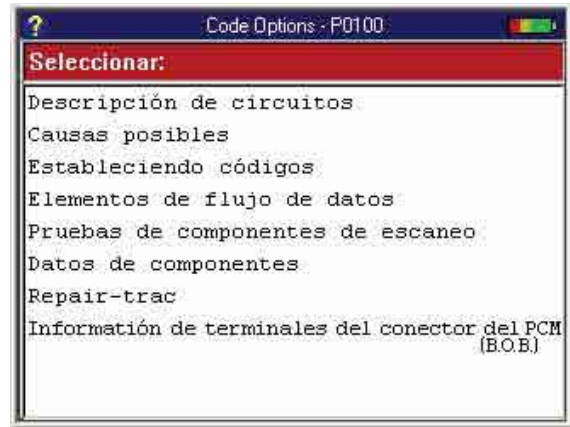 ? Code Options - P0100
Seleccionar:
Descripción de circuitos
Causas posibles
Estableciendo códigos
Elementos de flujo de datos
Pruebas de componentes de escaneo
Datos de componentes
Repair-trac
Informatión de terminales del conector del PCM
(B.O.B.)